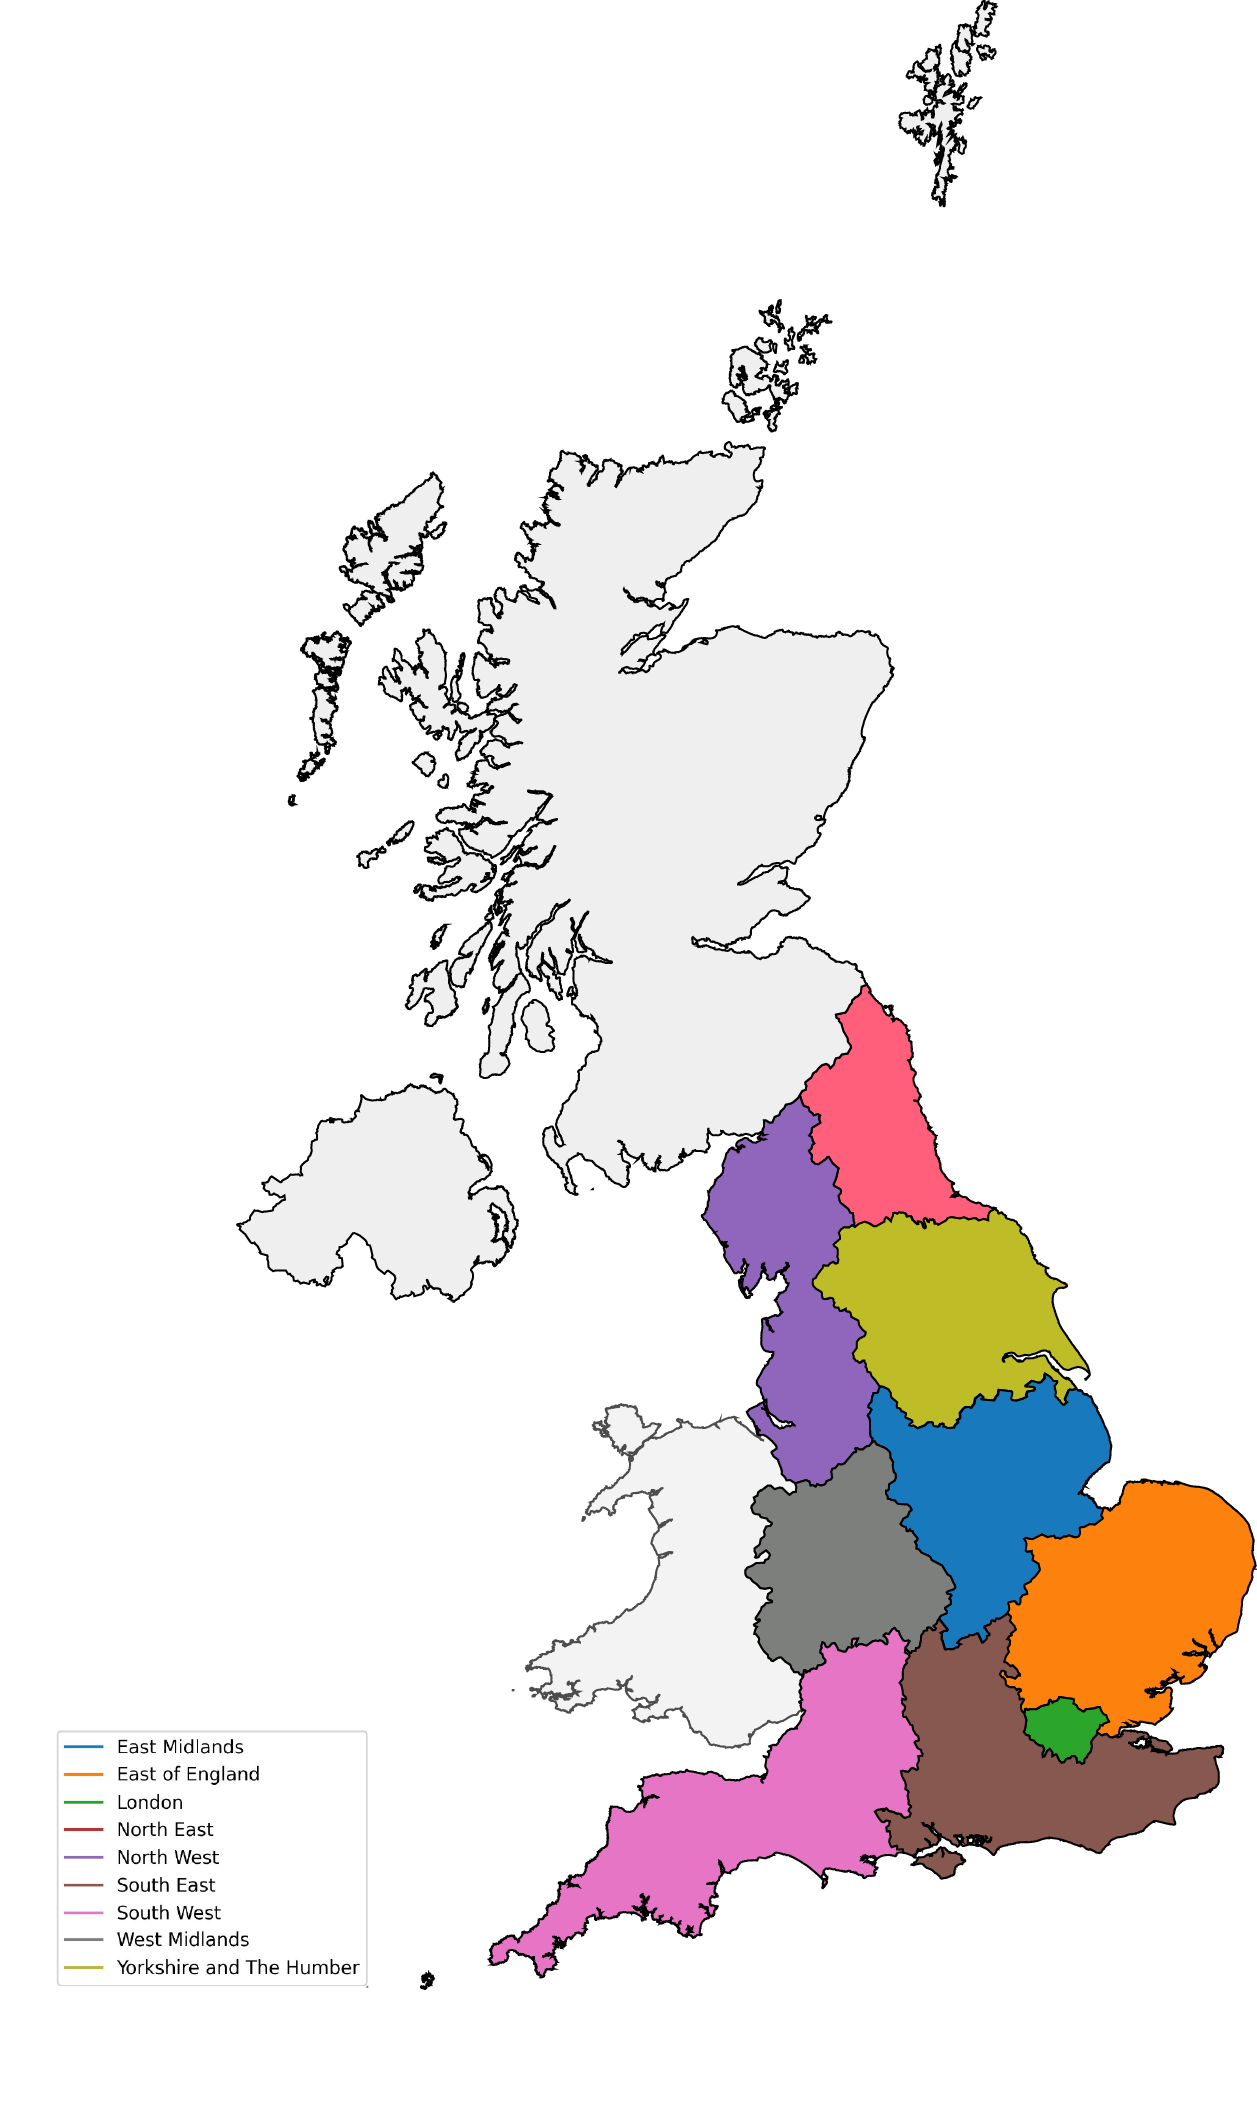 East Midlands
East of England
London
North East
North West
South East
South West
West Midlands
Yorkshire and The Humber